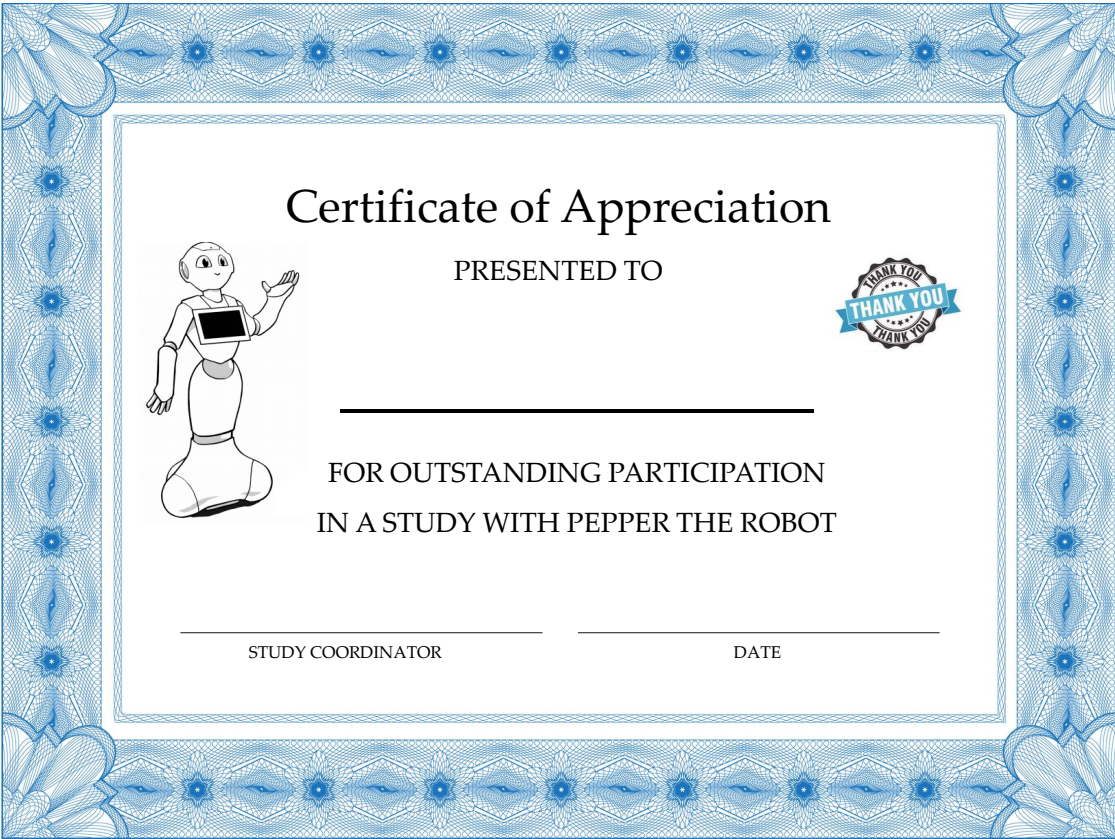 Certificate of Appreciation
PRESENTED TO
THANK YOU
THANK YOU
THANK YOU
FOR OUTSTANDING PARTICIPATION
IN A STUDY WITH PEPPER THE ROBOT
STUDY COORDINATOR
DATE